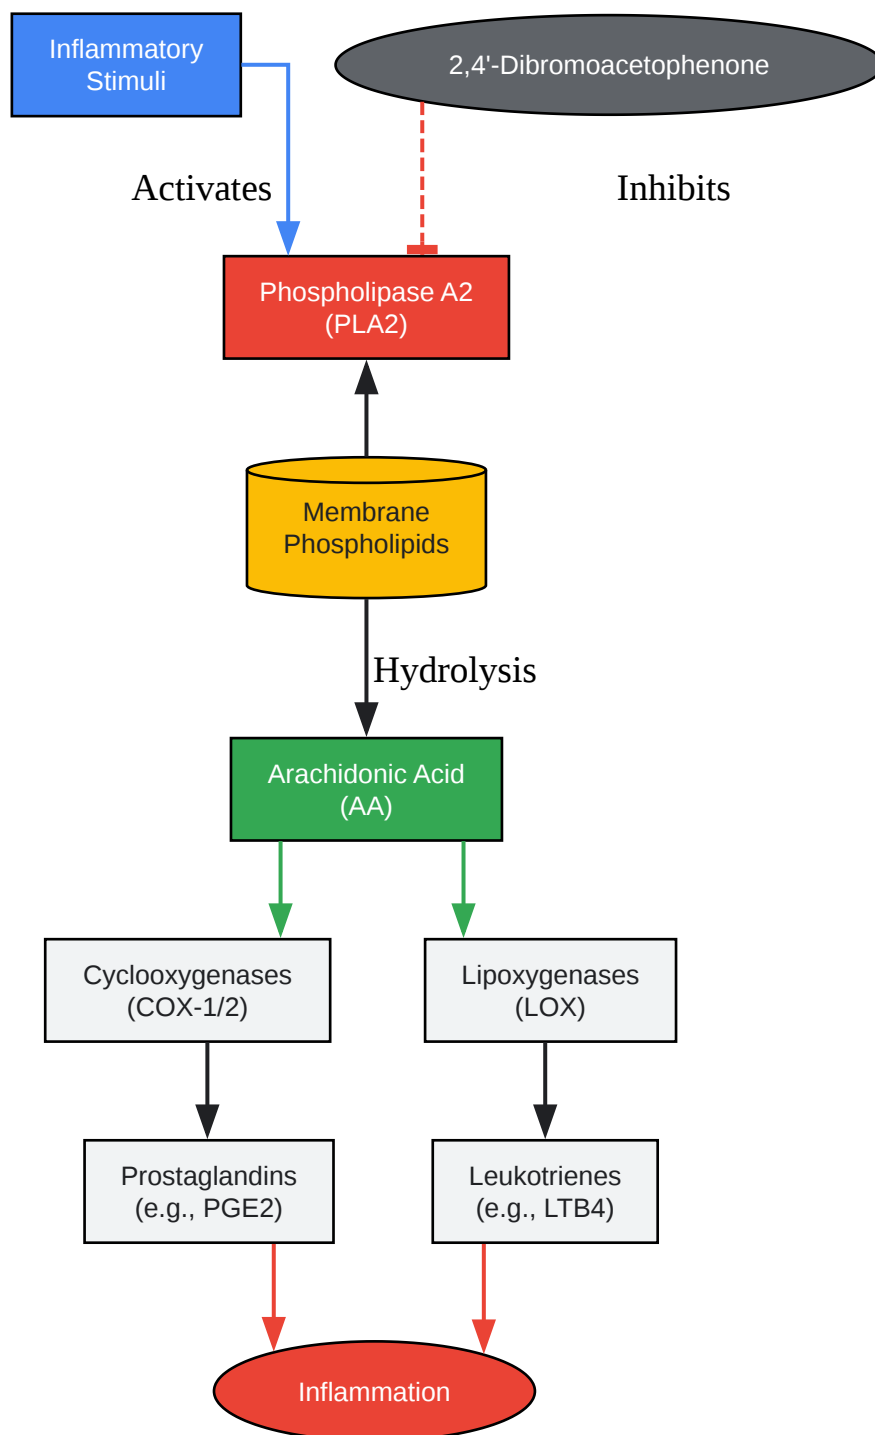 Inflammatory
Stimuli
2,4'-Dibromoacetophenone
Activates
Inhibits
Phospholipase A2
(PLA2)
Membrane
Phospholipids
Hydrolysis
Arachidonic Acid
(AA)
Cyclooxygenases
(COX-1/2)
Lipoxygenases
(LOX)
Prostaglandins
(e.g., PGE2)
Leukotrienes
(e.g., LTB4)
Inflammation